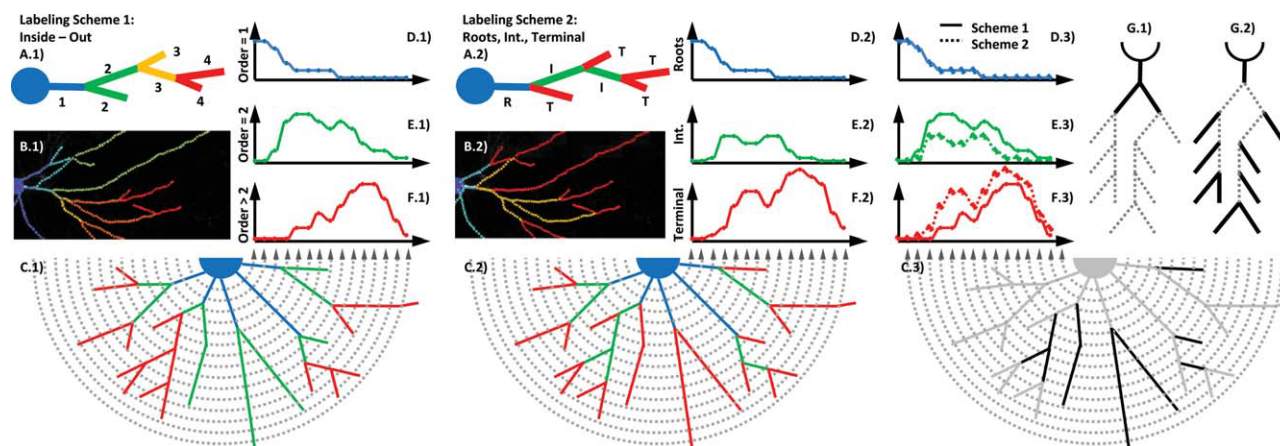 Labeling Scheme 1:
Inside – Out
A.1)
1
2
2
3
3
4
4
B.1)
Order = 1
D.1)
Order = 2
E.1)
Order >2
F.1)
C.1)
Labeling Scheme 2:
Roots, Int., Terminal
A.2)
R
I
T
T
I
T
T
B.2)
Roots
D.2)
Int.
E.2)
Terminal
F.2)
C.2)
D.3)
Scheme 1
Scheme 2
E.3)
F.3)
C.3)
G.1)
G.2)